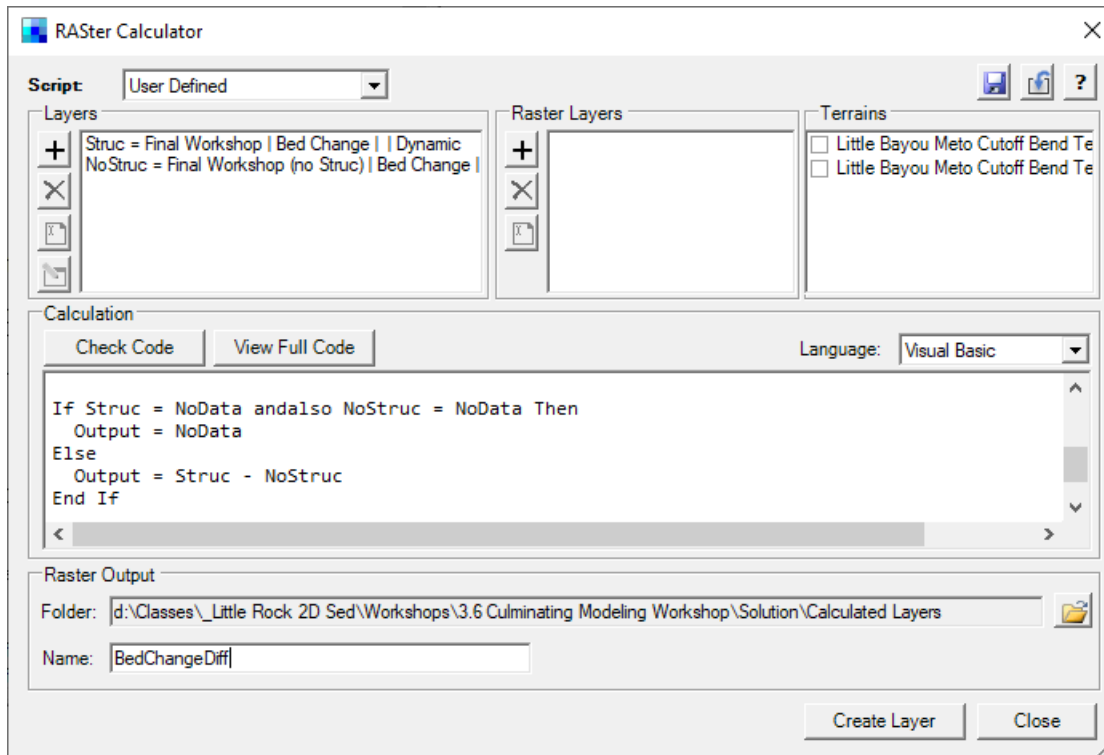 RASter Calculator
Script: User Defined
?
Layers
Struc = Final Workshop | Bed Change | | Dynamic
NoStruc = Final Workshop (no Struc) | Bed Change |
Raster Layers
Terrains
Little Bayou Meto Cutoff Bend Te
Little Bayou Meto Cutoff Bend Te
Calculation
Check Code View Full Code Language: Visual Basic
If Struc = NoData andalso NoStruc = NoData Then
Output = NoData
Else
Output = Struc - NoStruc
End If
Raster Output
Folder: d:\Classes\_Little Rock 2D Sed\Workshops\3.6 Culminating Modeling Workshop\Solution\Calculated Layers
Name: BedChangeDiff
Create Layer Close